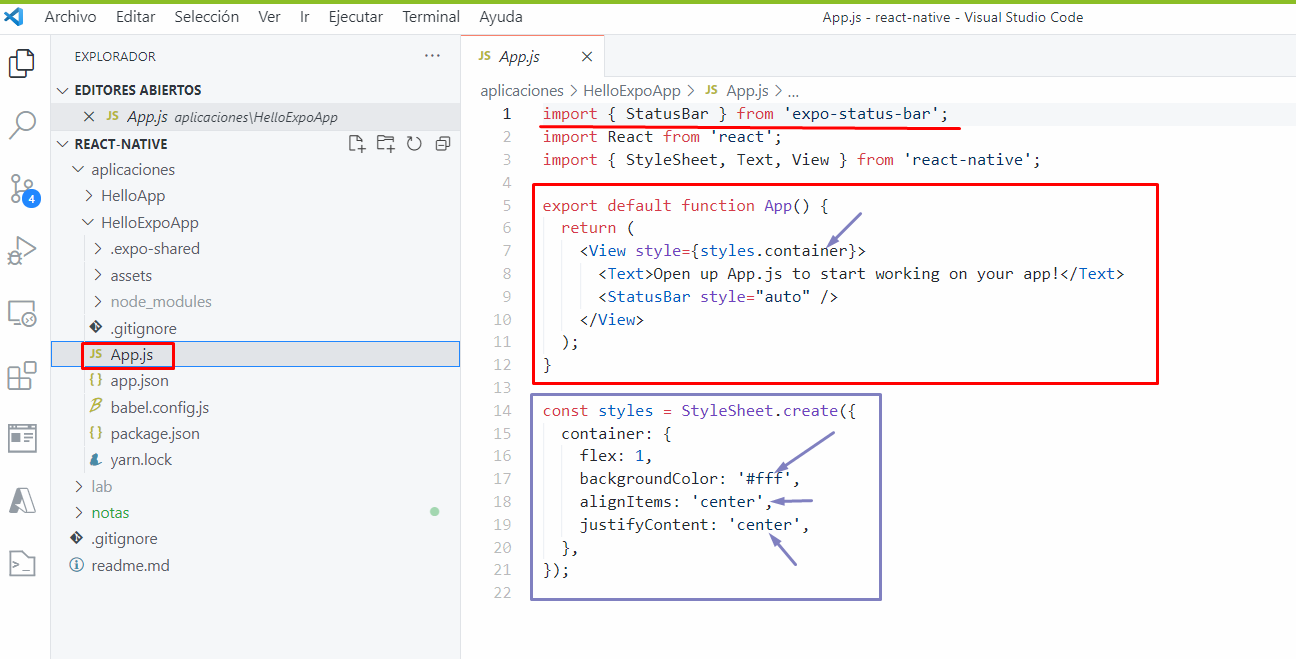 Archivo Editar Selección Ver Ir Ejecutar Terminal Ayuda App.js - react-native - Visual Studio Code
EXPLORADOR ...
EDITORES ABIERTOS
JS App.js aplicaciones\HelloExpoApp
REACT-NATIVE
aplicaciones
HelloApp
HelloExpoApp
.expo-shared
assets
node_modules
.gitignore
JS App.js
{} app.json
babel.config.js
{} package.json
yarn.lock
lab
notas
.gitignore
readme.md
4
JS App.js
aplicaciones > HelloExpoApp > JS App.js > ...
1 import { StatusBar } from 'expo-status-bar';
2 import React from 'react';
3 import { StyleSheet, Text, View } from 'react-native';
4
5 export default function App() {
6   return (
7     <View style={styles.container}>
8       <Text>Open up App.js to start working on your app!</Text>
9       <StatusBar style="auto" />
10     </View>
11   );
12 }
13
14 const styles = StyleSheet.create({
15   container: {
16     flex: 1,
17     backgroundColor: '#fff',
18     alignItems: 'center',
19     justifyContent: 'center',
20   },
21 });
22